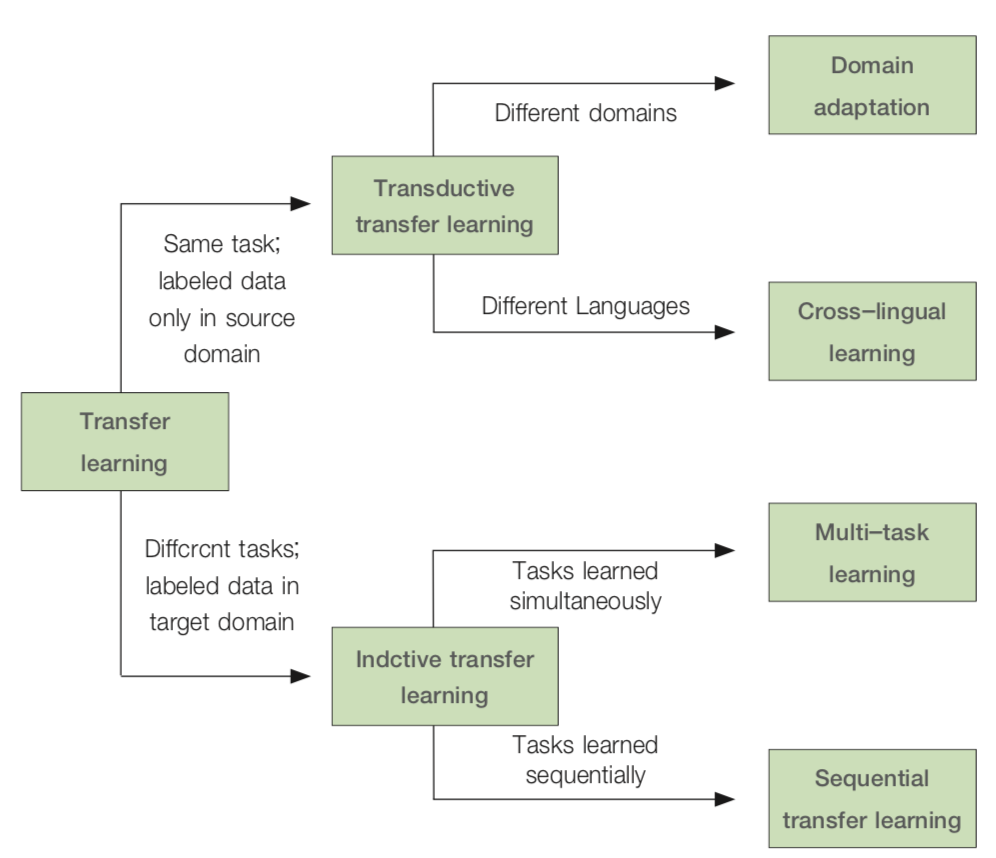 Domain
adaptation
Different domains
Transductive
transfer learning
Same task;
labeled data
only in source
domain
Different Languages
Cross-lingual
learning
Transfer
learning
Diffcrcnt tasks;
labeled data in
target domain
Multi-task
learning
Tasks learned
simultaneously
Indctive transfer
learning
Tasks learned
sequentially
Sequential
transfer learning